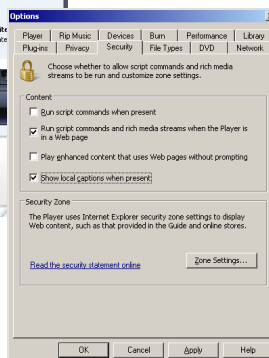 Options
Player Rip Music Devices Burn Performance Library
Plug-ins Privacy Security File Types DVD Network
Choose whether to allow script commands and rich media
streams to be run and customize zone settings.
Content
Run script commands when present
Run script commands and rich media streams when the Player is
in a Web page
Play enhanced content that uses Web pages without prompting
Show local captions when present
Security Zone
The Player uses Internet Explorer security zone settings to display
Web content, such as that provided in the Guide and online stores.
Read the security statement online
Zone Settings...
OK Cancel Apply Help